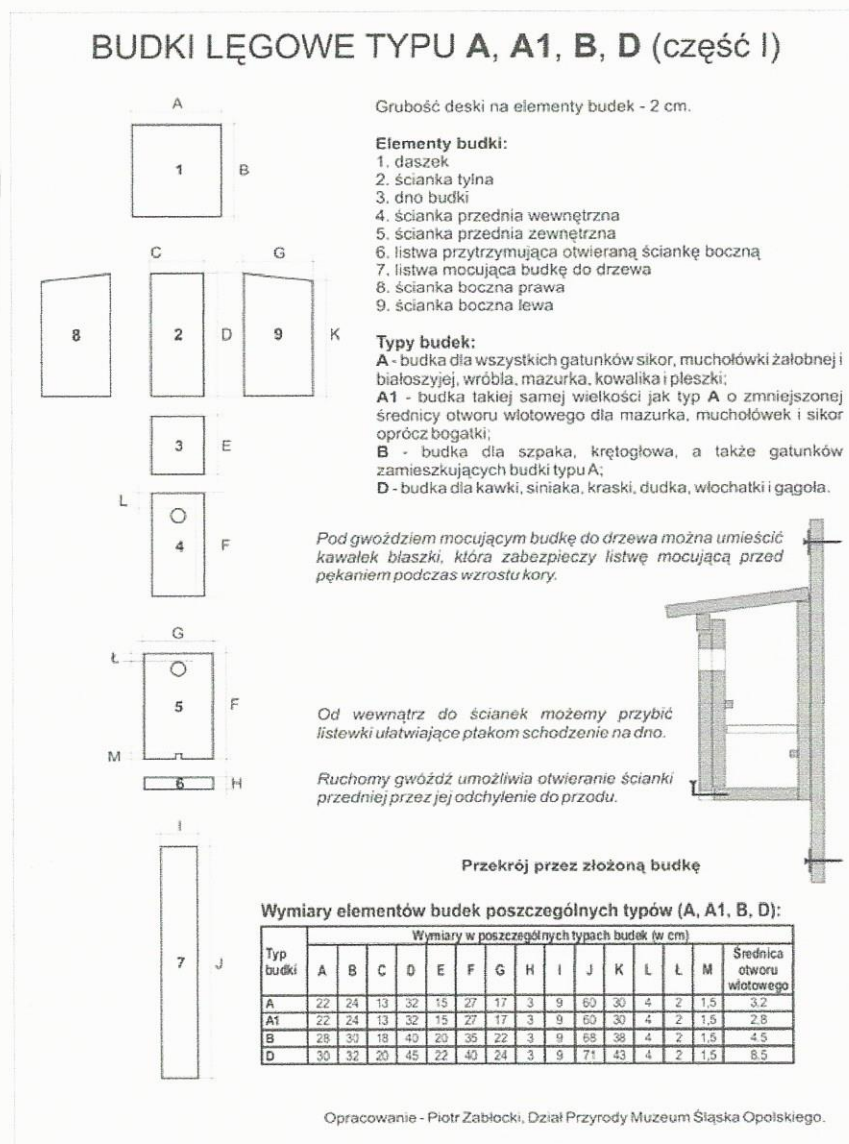 BUDKI LĘGOWE TYPU A, A1, B, D (część I)
Grubość deski na elementy budek - 2 cm.
Elementy budki:
1. daszek
2. ścianka tylna
3. dno budki
4. ścianka przednia wewnętrzna
5. ścianka przednia zewnętrzna
6. listwa przytrzymująca otwieraną ściankę boczną
7. listwa mocująca budkę do drzewa
8. ścianka boczna prawa
9. ścianka boczna lewa
Typy budek:
A - budka dla wszystkich gatunków sikor, muchołówki żałobnej i
białoszyjej, wróbla, mazurka, kowalika i pleszki;
A1 - budka takiej samej wielkości jak typ A o zmniejszonej
średnicy otworu wlotowego dla mazurka, muchołówek i sikor
oprócz bogatki;
B - budka dla szpaka, krętogłowa, a także gatunków
zamieszkujących budki typu A;
D - budka dla kawki, siniaka, kraski, dudka, włochatki i gągoła.
A
1
B
C
G
8
2
D
9
K
3
E
L
4
F
G
Ł
5
F
M
6
H
I
7
J
Pod gwoździem mocującym budkę do drzewa można umieścić
kawałek blaszki, która zabezpieczy listwę mocującą przed
pękaniem podczas wzrostu kory.
Od wewnątrz do ścianek możemy przybić
listewki ułatwiające ptakom schodzenie na dno.
Ruchomy gwóźdź umożliwia otwieranie ścianki
przedniej przez jej odchylenie do przodu.
Przekrój przez złożoną budkę
Wymiary elementów budek poszczególnych typów (A, A1, B, D):
Typ budki
Wymiary w poszczególnych typach budek (w cm)
A B C D E F G H I J K L Ł M Średnica otworu wlotowego
A 22 24 13 32 15 27 17 3 9 60 30 4 2 1,5 3.2
A1 22 24 13 32 15 27 17 3 9 60 30 4 2 1,5 2,8
B 28 30 18 40 20 35 22 3 9 68 38 4 2 1,5 4.5
D 30 32 20 45 22 40 24 3 9 71 43 4 2 1,5 8.5
Opracowanie - Piotr Zabłocki, Dział Przyrody Muzeum Śląska Opolskiego.